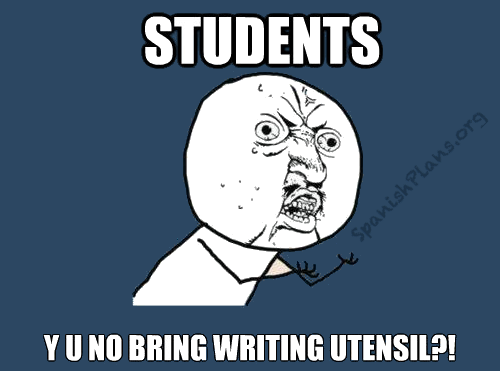 STUDENTS
SpanishPlans.org
Y U NO BRING WRITING UTENSIL?!